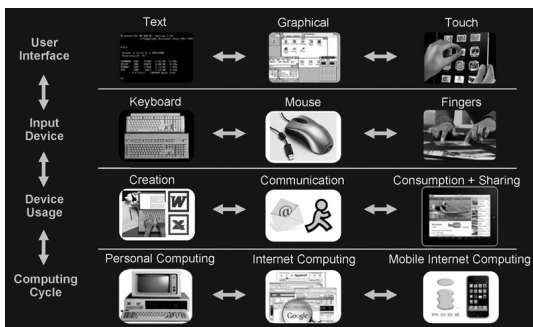 Text Graphical Touch
User
Interface
Keyboard Mouse Fingers
Input
Device
Creation Communication Consumption + Sharing
W
X
@
Device
Usage
Personal Computing Internet Computing Mobile Internet Computing
Google
Computing
Cycle